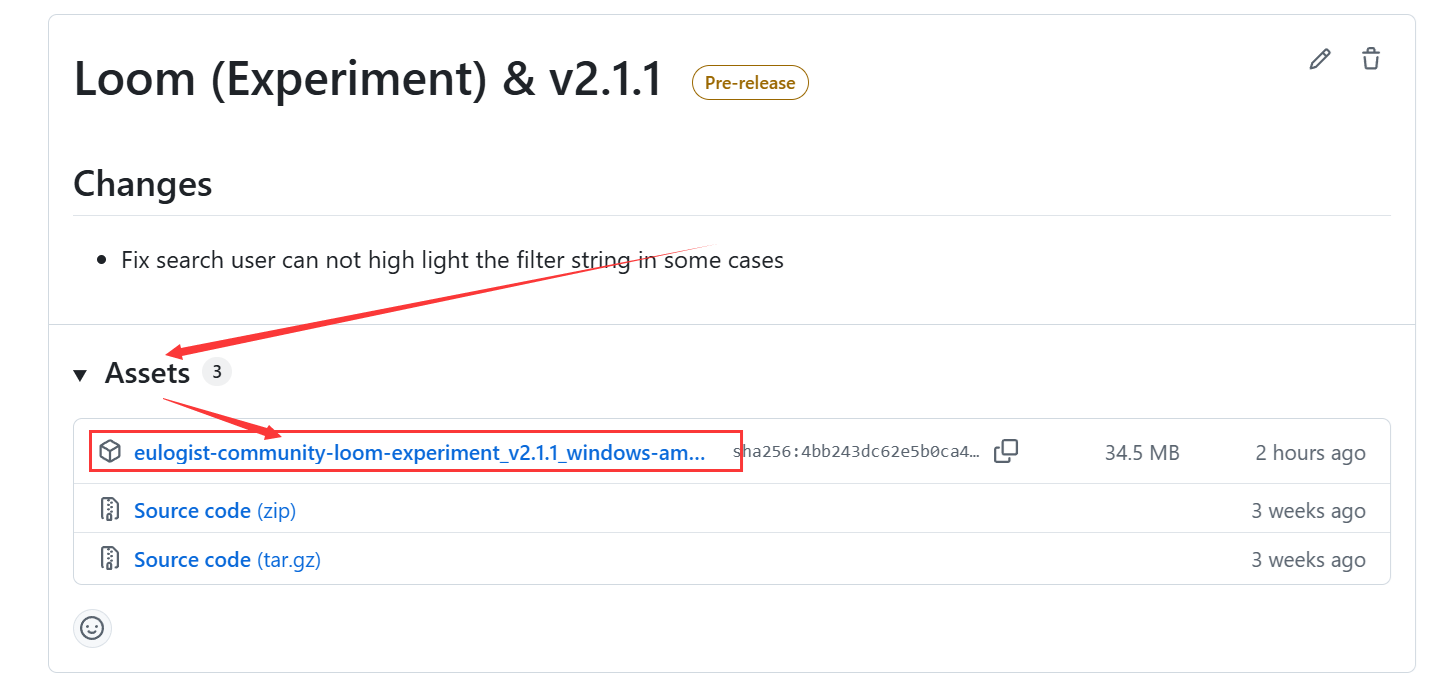 Loom (Experiment) & v2.1.1 Pre-release
Changes
Fix search user can not high light the filter string in some cases
Assets 3
eulogist-community-loom-experiment_v2.1.1_windows-am... sha256:4bb243dc62e5b0ca4… 34.5 MB 2 hours ago
Source code (zip) 3 weeks ago
Source code (tar.gz) 3 weeks ago